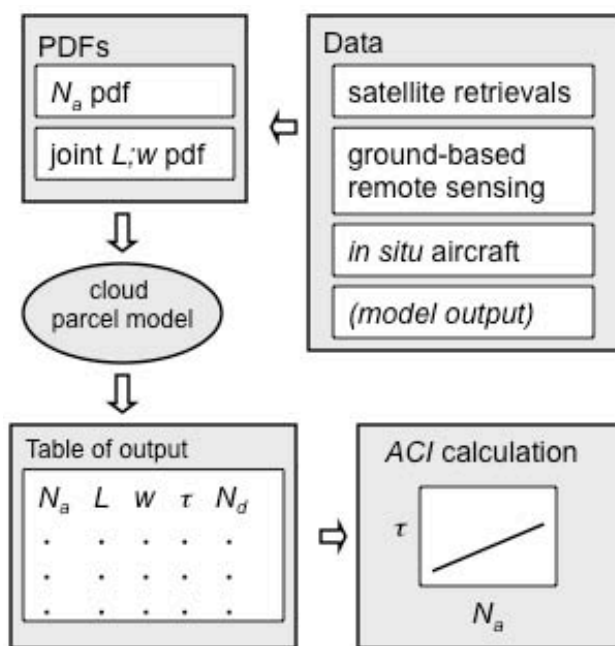 PDFs
Na pdf
joint L;w pdf
Data
satellite retrievals
ground-based
remote sensing
in situ aircraft
(model output)
cloud
parcel model
Table of output
Na L w τ Nd
ACI calculation
τ
Na